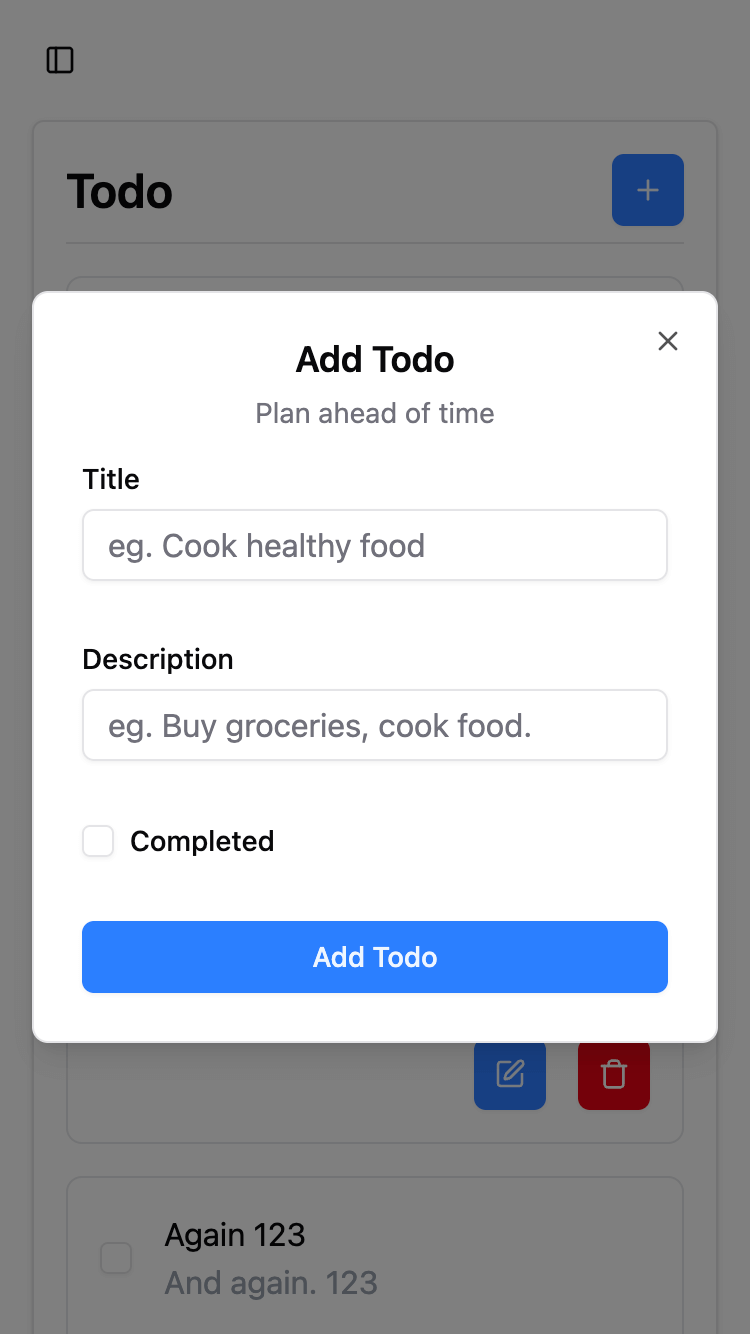 Todo
Add Todo
Plan ahead of time
Title
eg. Cook healthy food
Description
eg. Buy groceries, cook food.
Completed
Add Todo
Again 123
And again. 123